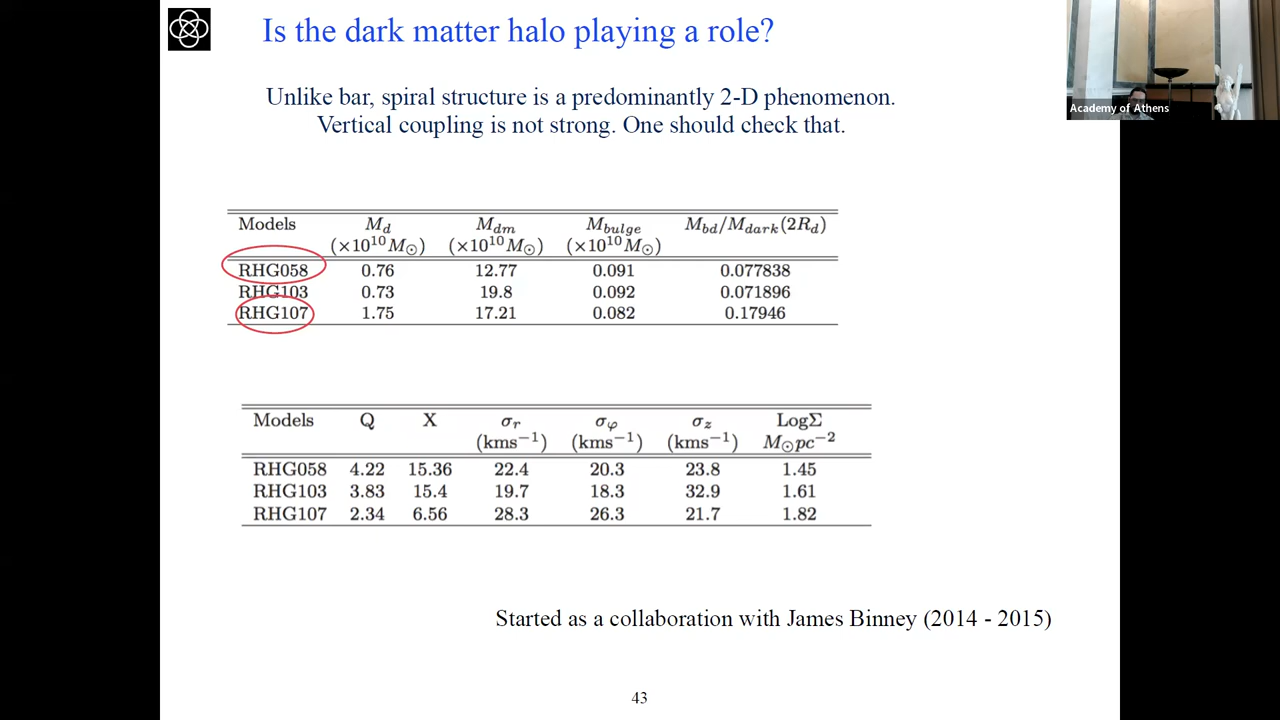 Is the dark matter halo playing a role?
Academy of Athens
Unlike bar, spiral structure is a predominantly 2-D phenomenon.
Vertical coupling is not strong. One should check that.
Models M_d M_dm M_bulge M_bd/M_dark(2R_d)
(×10^10 M_⊙) (×10^10 M_⊙) (×10^10 M_⊙)
RHG058 0.76 12.77 0.091 0.077838
RHG103 0.73 19.8 0.092 0.071896
RHG107 1.75 17.21 0.082 0.17946
Models Q X σ_r σ_φ σ_z LogΣ
(kms^−1) (kms^−1) (kms^−1) M_⊙pc^−2
RHG058 4.22 15.36 22.4 20.3 23.8 1.45
RHG103 3.83 15.4 19.7 18.3 32.9 1.61
RHG107 2.34 6.56 28.3 26.3 21.7 1.82
Started as a collaboration with James Binney (2014 - 2015)
43